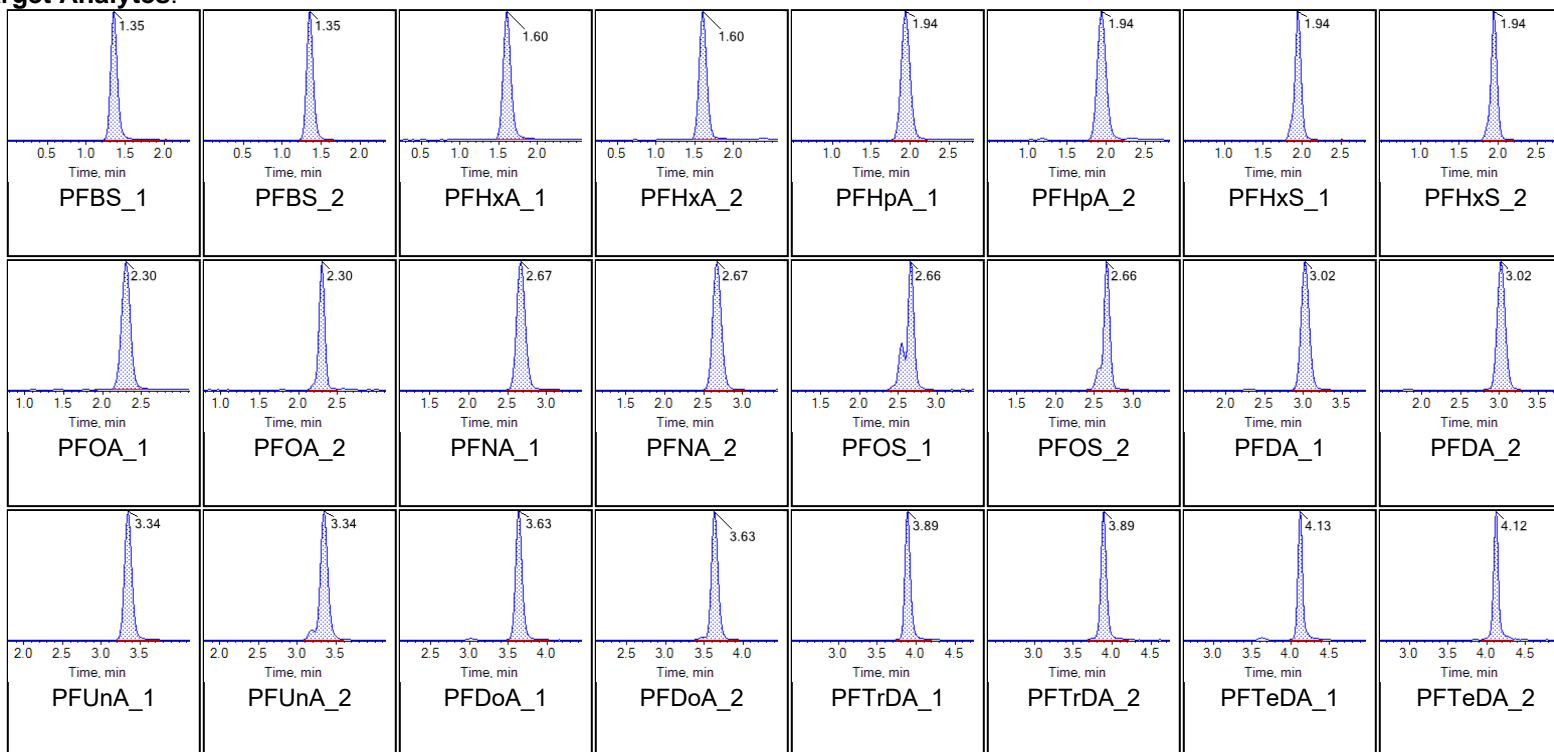 rget Analytes:
1.35 1.35 1.60 1.60 1.94 1.94 1.94 1.94
0.5 1.0 1.5 2.0 0.5 1.0 1.5 2.0 0.5 1.0 1.5 2.0 0.5 1.0 1.5 2.0 1.0 1.5 2.0 2.5 1.0 1.5 2.0 2.5 1.0 1.5 2.0 2.5 1.0 1.5 2.0 2.5
Time, min Time, min Time, min Time, min Time, min Time, min Time, min Time, min
PFBS_1 PFBS_2 PFHxA_1 PFHxA_2 PFHpA_1 PFHpA_2 PFHxS_1 PFHxS_2
2.30 2.30 2.67 2.67 2.66 2.66 3.02 3.02
1.0 1.5 2.0 2.5 1.0 1.5 2.0 2.5 1.5 2.0 2.5 3.0 1.5 2.0 2.5 3.0 1.5 2.0 2.5 3.0 1.5 2.0 2.5 3.0 2.0 2.5 3.0 3.5 2.0 2.5 3.0 3.5
Time, min Time, min Time, min Time, min Time, min Time, min Time, min Time, min
PFOA_1 PFOA_2 PFNA_1 PFNA_2 PFOS_1 PFOS_2 PFDA_1 PFDA_2
3.34 3.34 3.63 3.63 3.89 3.89 4.13 4.12
2.0 2.5 3.0 3.5 2.0 2.5 3.0 3.5 2.5 3.0 3.5 4.0 2.5 3.0 3.5 4.0 3.0 3.5 4.0 4.5 3.0 3.5 4.0 4.5 3.0 3.5 4.0 4.5 3.0 3.5 4.0 4.5
Time, min Time, min Time, min Time, min Time, min Time, min Time, min Time, min
PFUnA_1 PFUnA_2 PFDoA_1 PFDoA_2 PFTrDA_1 PFTrDA_2 PFTeDA_1 PFTeDA_2